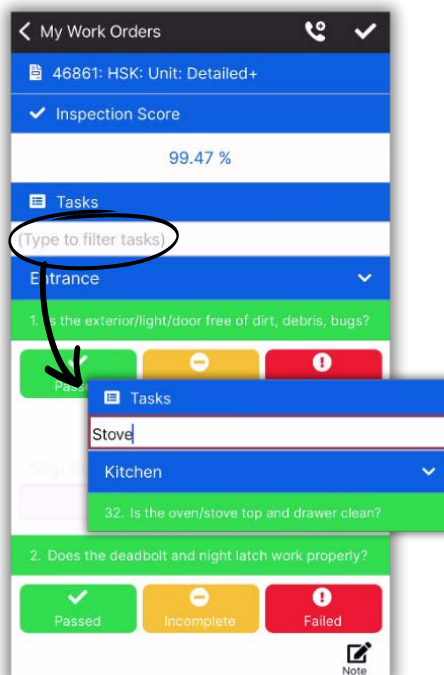 My Work Orders
46861: HSK: Unit: Detailed+
Inspection Score
99.47 %
Tasks
(Type to filter tasks)
Entrance
1. Is the exterior/light/door free of dirt, debris, bugs?
Passed
Tasks
Stove
Kitchen
32. Is the oven/stove top and drawer clean?
2. Does the deadbolt and night latch work properly?
Passed Incomplete Failed
Note